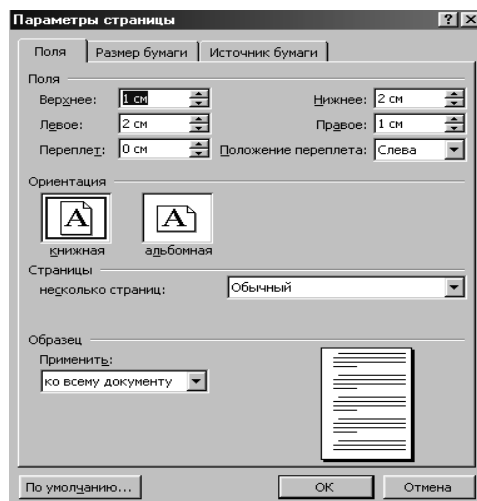 Параметры страницы
Поля Размер бумаги Источник бумаги
Поля
Верхнее: 1 см Нижнее: 2 см
Левое: 2 см Правое: 1 см
Переплет: 0 см Положение переплета: Слева
Ориентация
A A
книжная альбомная
Страницы
несколько страниц: Обычный
Образец
Применить:
ко всему документу
По умолчанию... ОК Отмена